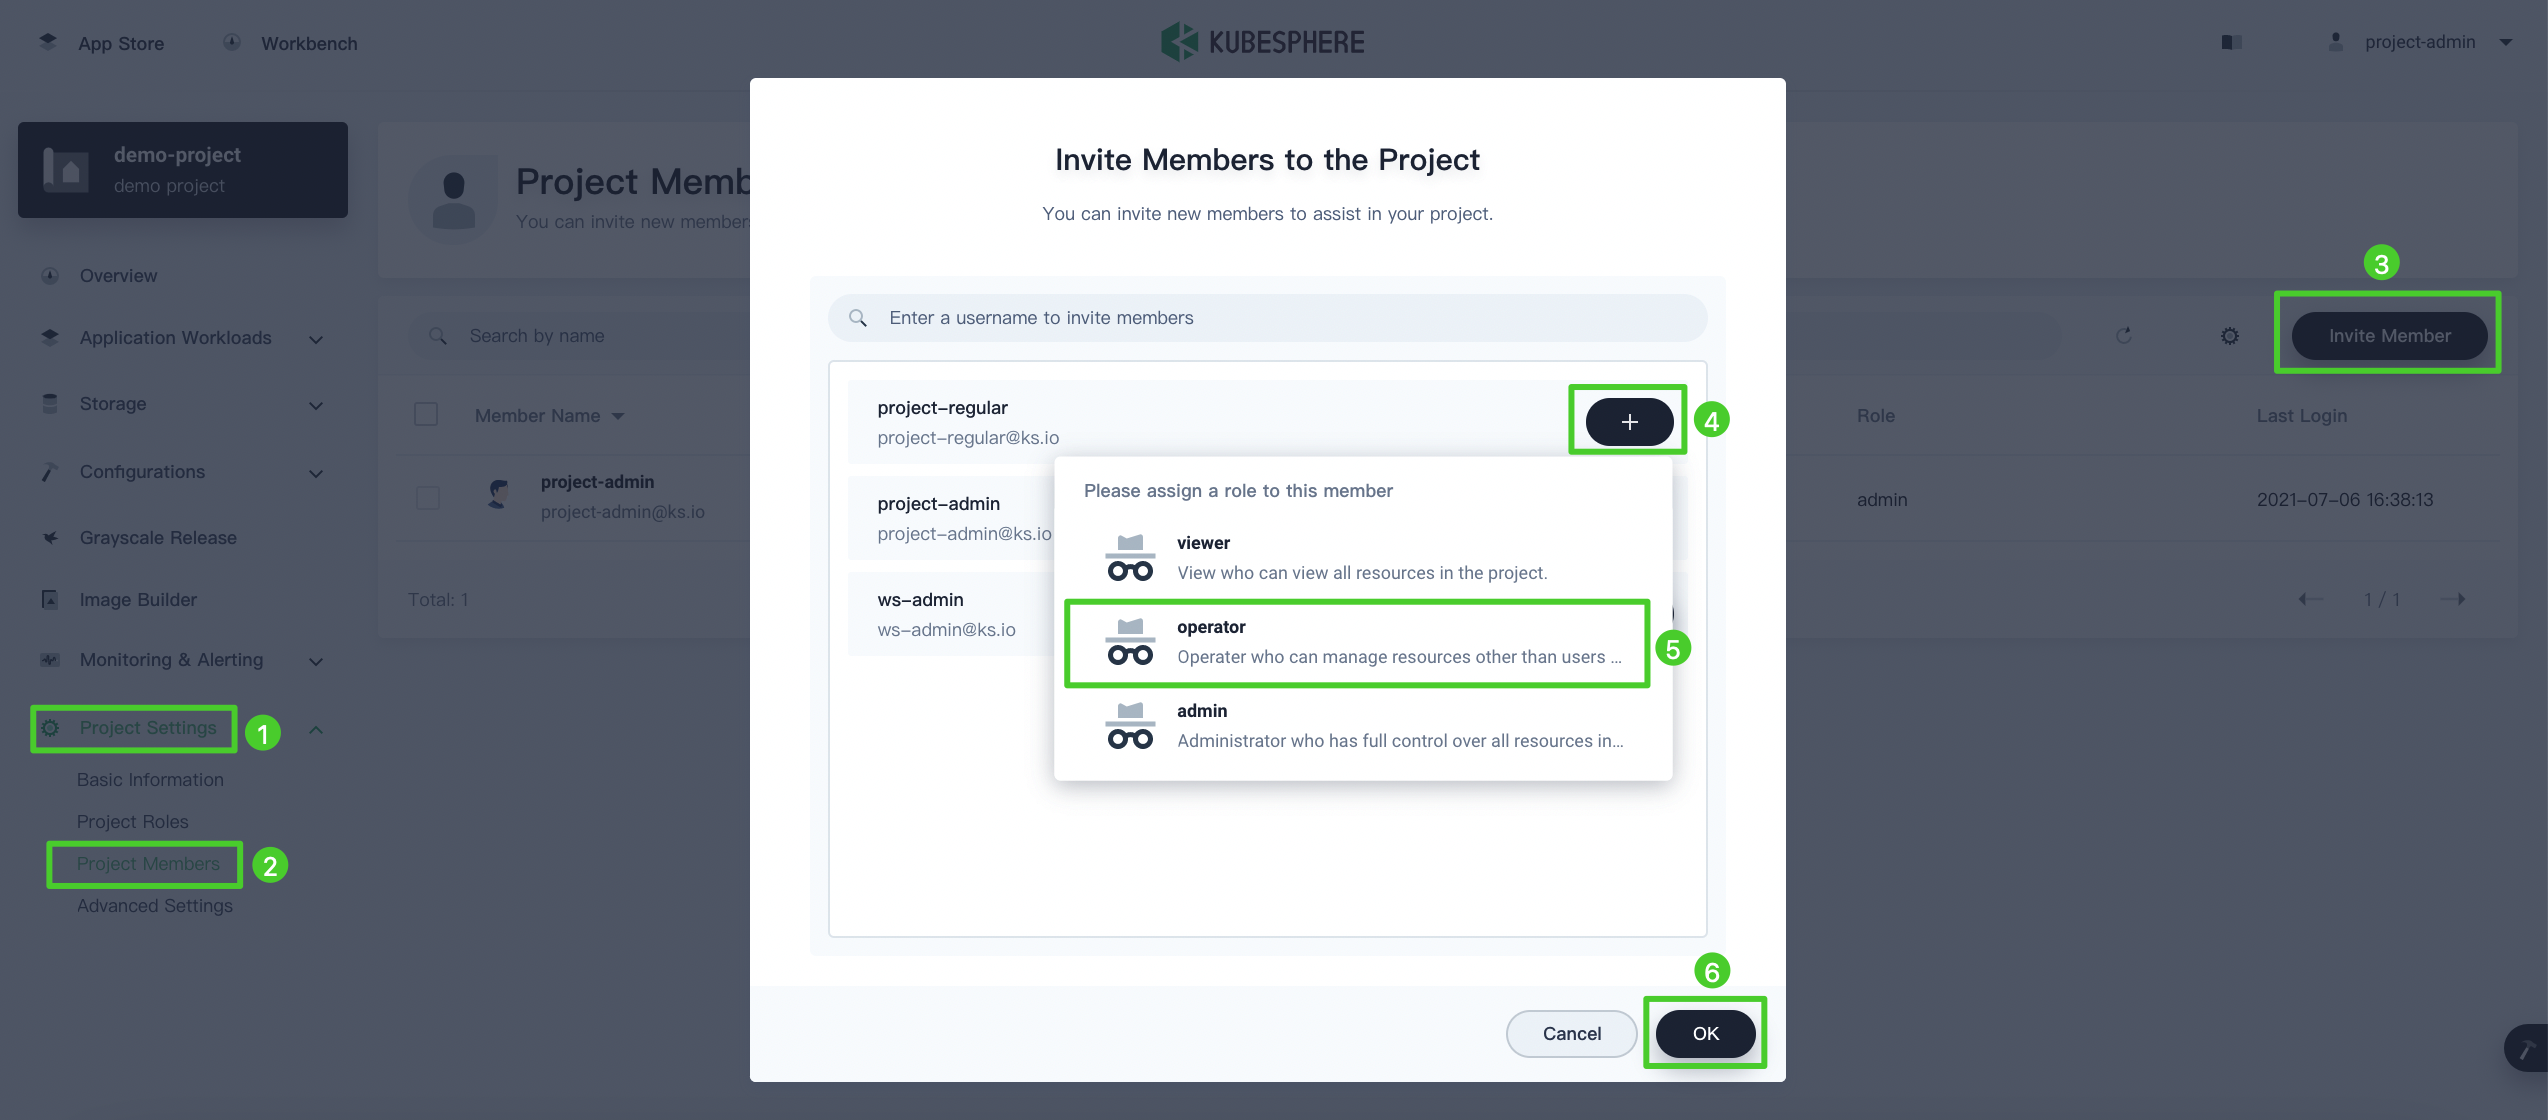 App Store
Workbench
KUBESPHERE
project-admin
demo-project
demo project
Overview
Application Workloads
Storage
Configurations
Grayscale Release
Image Builder
Monitoring & Alerting
Project Settings
1
Basic Information
Project Roles
Project Members
2
Advanced Settings
Project Memb
You can invite new members
Search by name
3
Invite Member
Member Name
Role
Last Login
project-admin
project-admin@ks.io
admin
2021-07-06 16:38:13
Total: 1
1 / 1
Invite Members to the Project
You can invite new members to assist in your project.
Enter a username to invite members
project-regular
project-regular@ks.io
+
4
project-admin
project-admin@ks.io
ws-admin
ws-admin@ks.io
Please assign a role to this member
viewer
View who can view all resources in the project.
operator
Operater who can manage resources other than users ...
5
admin
Administrator who has full control over all resources in...
6
Cancel
OK